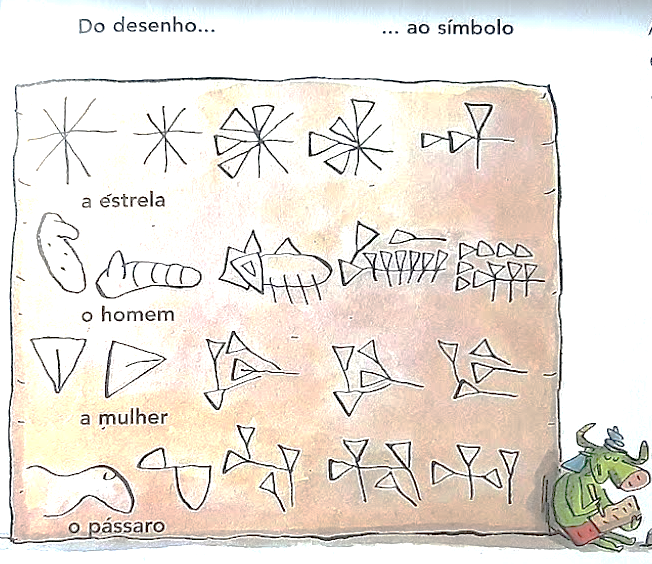 Do desenho...
... ao símbolo
a estrela
o homem
a mulher
o pássaro